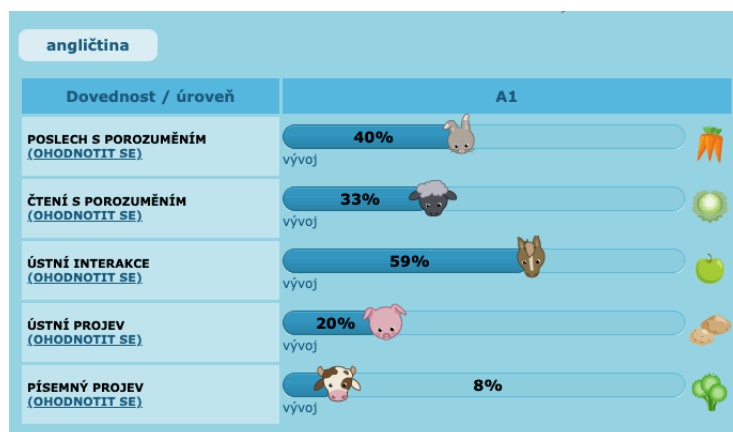 angličtina
Dovednost / úroveň A1
POSLECH S POROZUMĚNÍM
(OHODNOTIT SE)
40%
vývoj
ČTENÍ S POROZUMĚNÍM
(OHODNOTIT SE)
33%
vývoj
ÚSTNÍ INTERAKCE
(OHODNOTIT SE)
59%
vývoj
ÚSTNÍ PROJEV
(OHODNOTIT SE)
20%
vývoj
PÍSEMNÝ PROJEV
(OHODNOTIT SE)
8%
vývoj